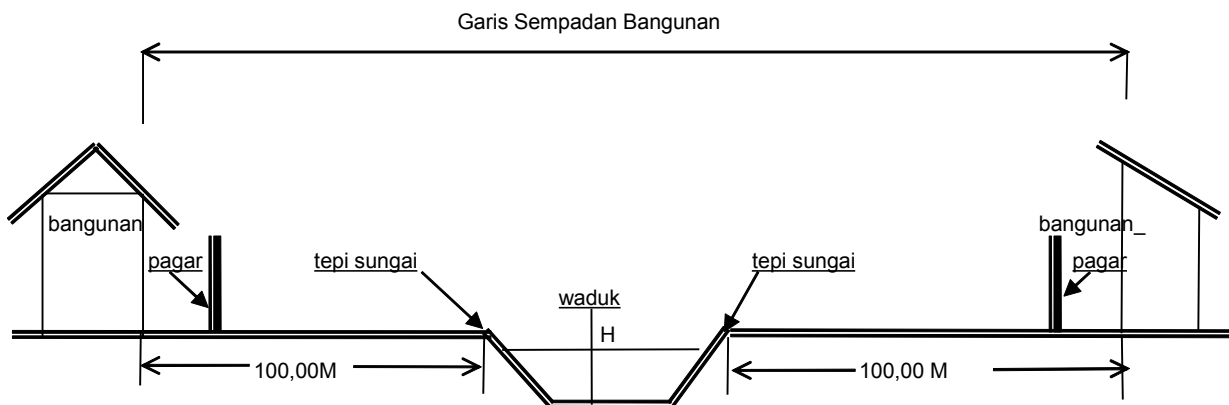 Garis Sempadan Bangunan
bangunan
bangunan_
pagar
tepi sungai
tepi sungai
pagar
waduk
H
100,00M
100,00 M